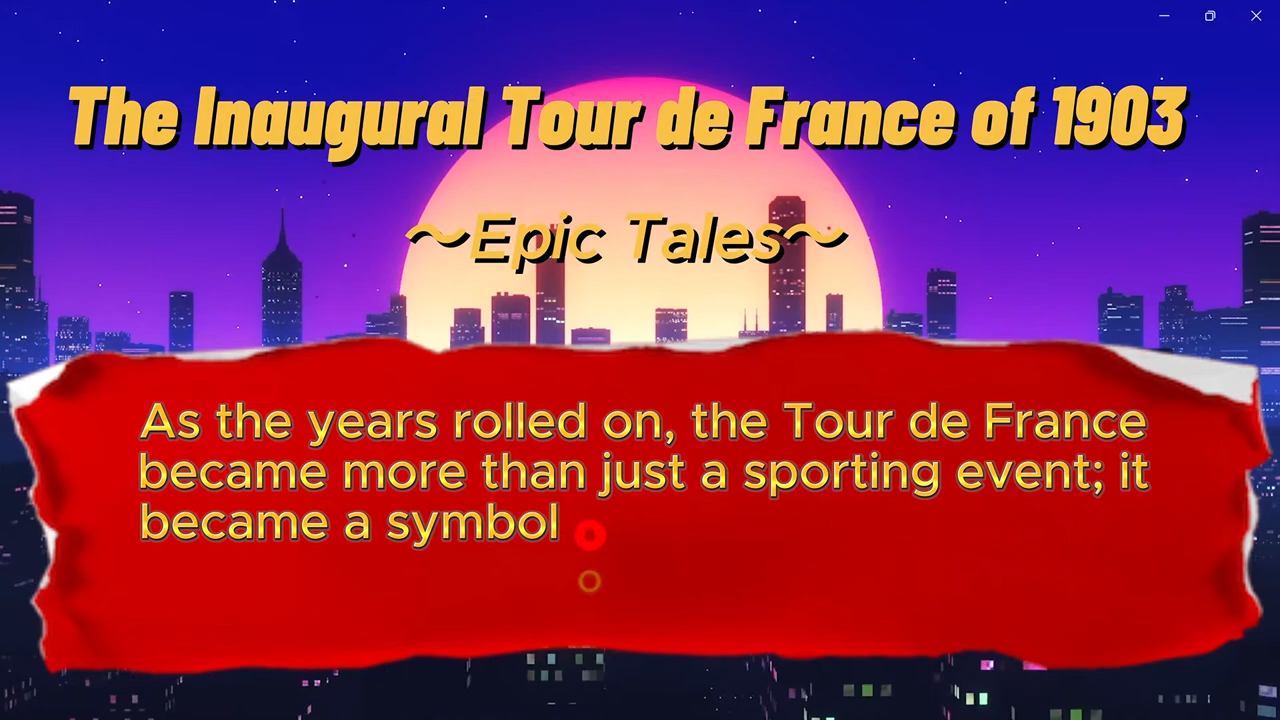 The Inaugural Tour de France of 1903
~Epic Tales~
As the years rolled on, the Tour de France
became more than just a sporting event; it
became a symbol